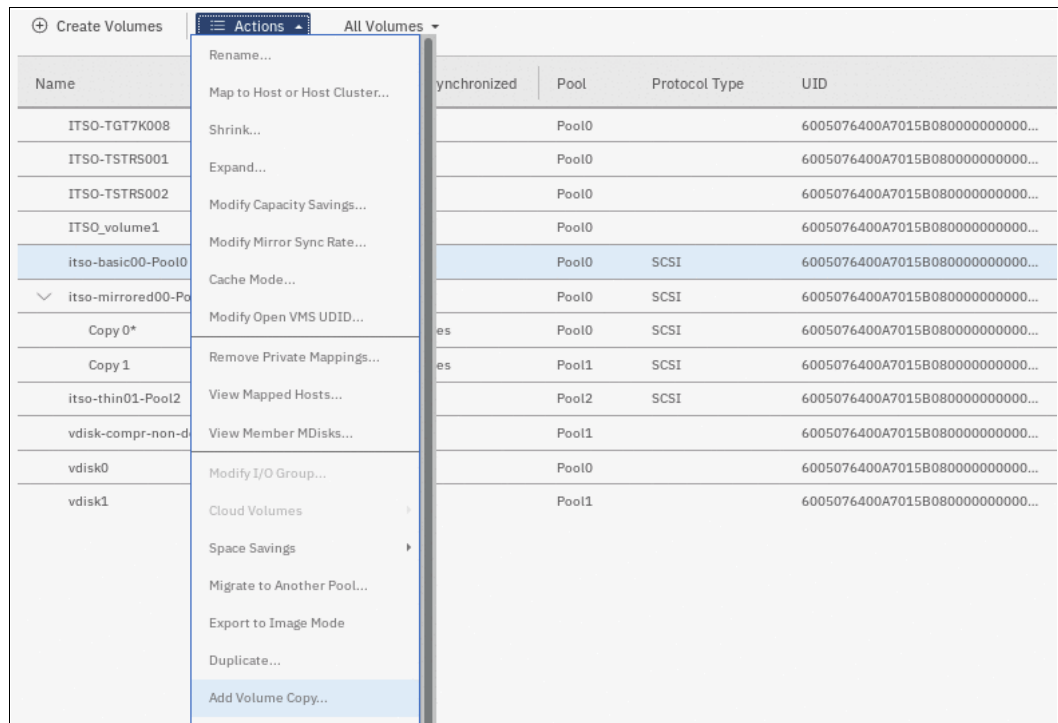 Create Volumes Actions All Volumes
Rename...
Name ynchronized Pool Protocol Type UID
Map to Host or Host Cluster...
ITSO-TGT7K008 Shrink... Pool0 6005076400A7015B080000000000...
ITSO-TSTRS001 Expand... Pool0 6005076400A7015B080000000000...
ITSO-TSTRS002 Modify Capacity Savings... Pool0 6005076400A7015B080000000000...
ITSO_volume1 Modify Mirror Sync Rate... Pool0 6005076400A7015B080000000000...
itso-basic00-Pool0 Cache Mode... Pool0 SCSI 6005076400A7015B080000000000...
itso-mirrored00-Po Modify Open VMS UDID... Pool0 SCSI 6005076400A7015B080000000000...
Copy 0* es Pool0 SCSI 6005076400A7015B080000000000...
Remove Private Mappings...
Copy 1 es Pool1 SCSI 6005076400A7015B080000000000...
itso-thin01-Pool2 View Mapped Hosts... Pool2 SCSI 6005076400A7015B080000000000...
vdisk-compr-non-d View Member MDisks... Pool1 6005076400A7015B080000000000...
vdisk0 Modify I/O Group... Pool0 6005076400A7015B080000000000...
vdisk1 Cloud Volumes Pool1 6005076400A7015B080000000000...
Space Savings
Migrate to Another Pool...
Export to Image Mode
Duplicate...
Add Volume Copy...